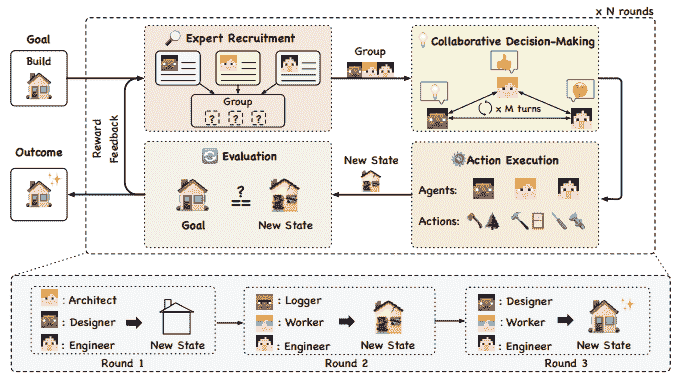 x N rounds
Goal
Build
Expert Recruitment
Group
? ? ?
Group
Collaborative Decision-Making
x M turns
Reward
Feedback
Outcome
Evaluation
?
==
Goal
New State
New State
Action Execution
Agents:
Actions:
: Architect
: Designer
: Engineer
New State
Round 1
: Logger
: Worker
: Engineer
New State
Round 2
: Designer
: Worker
: Engineer
New State
Round 3